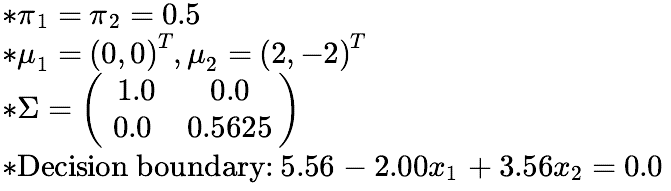 *π₁ = π₂ = 0.5
*μ₁ = (0, 0)ᵀ, μ₂ = (2, −2)ᵀ
*Σ = ( 1.0 0.0
0.0 0.5625 )
*Decision boundary: 5.56 − 2.00x₁ + 3.56x₂ = 0.0